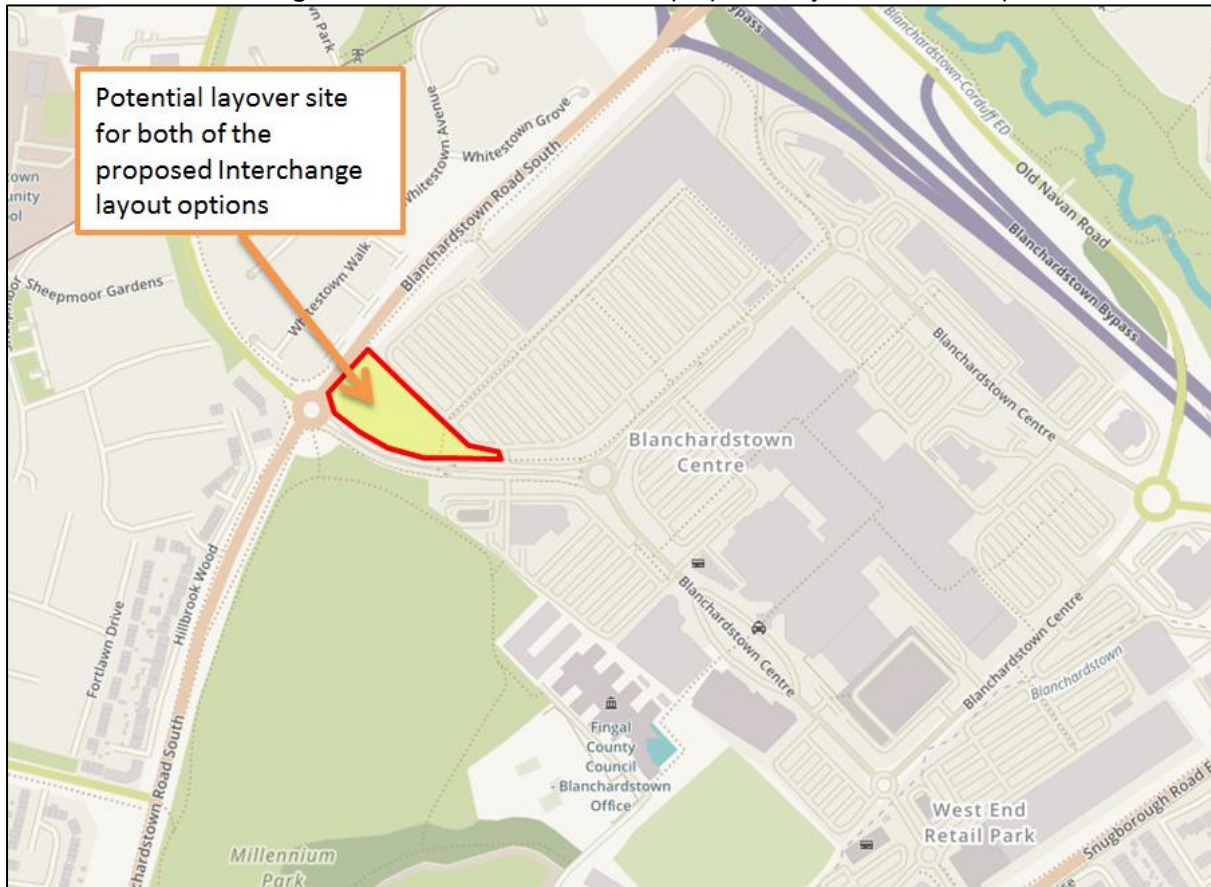 Bypass
Potential layover site
for both of the
proposed Interchange
layout options
Park
Whitestown Avenue
Whitestown Grove
Blanchardstown Road South
Whitestown Walk
Sheepmoor Gardens
Blanchardstown-Corduff ED
Old Navan Road
Blanchardstown Bypass
Blanchardstown Centre
Blanchardstown
Centre
Hillbrook Wood
Fortlawn Drive
Blanchardstown Centre
Blanchardstown Centre
Blanchardstown
Fingal
County
Council
- Blanchardstown
Office
West End
Retail Park
Snugborough Road E
Millennium
Park
chardstown Road South